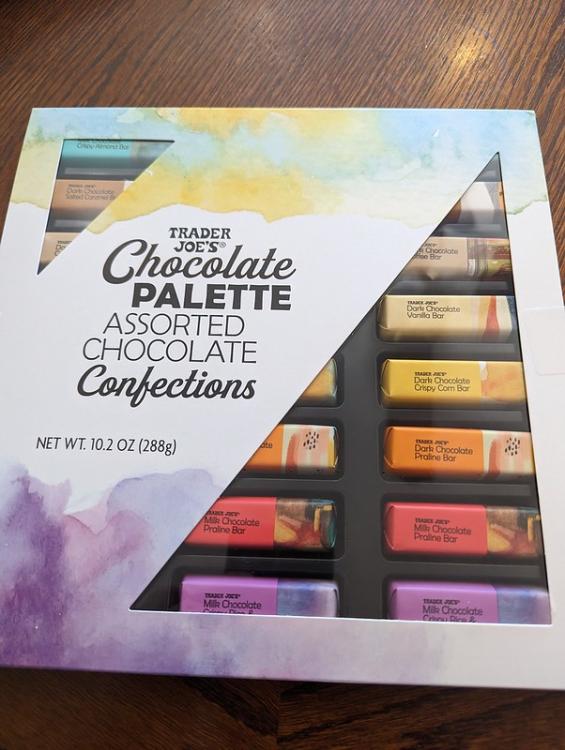 Crispy Almond Bar
TRADER JOE'S®
Dark Chocolate
Salted Caramel
TRADER
JOE'S®
Chocolate
PALETTE
ASSORTED
CHOCOLATE
Confections
NET WT. 10.2 OZ (288g)
Bar
TRADER JOE'S®
Dark Chocolate
Vanilla Bar
TRADER JOE'S®
Dark Chocolate
Crispy Corn Bar
TRADER JOE'S®
Dark Chocolate
Praline Bar
TRADER JOE'S®
Milk Chocolate
Praline Bar
TRADER JOE'S®
Milk Chocolate
Praline Bar
TRADER JOE'S®
Milk Chocolate
Crispy Rice &
TRADER JOE'S®
Milk Chocolate
Crispy Rice &